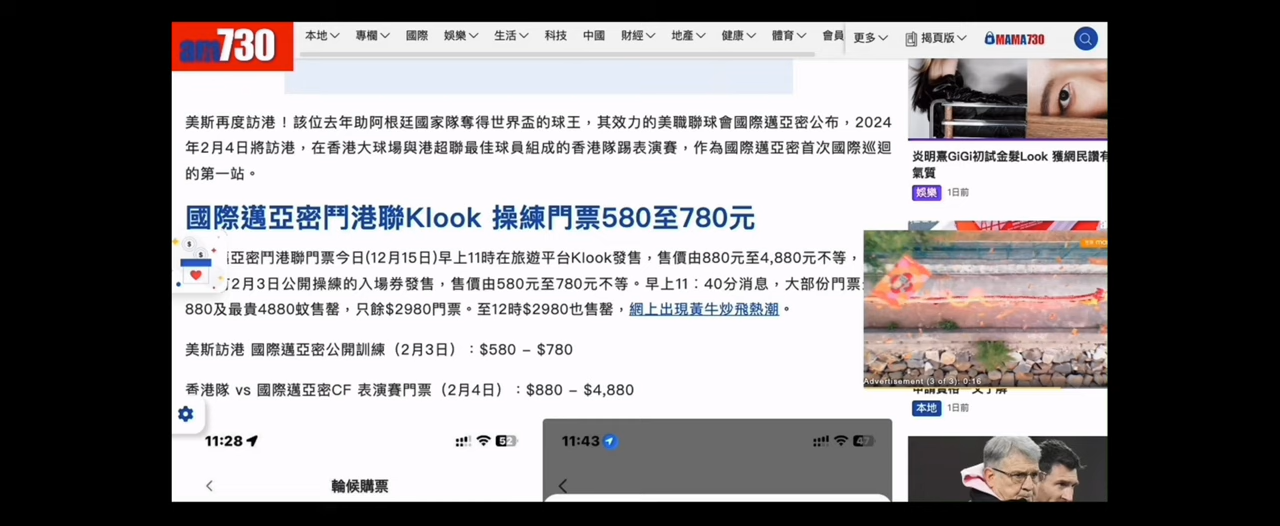 am730
本地 專欄 國際 娛樂 生活 科技 中國 財經 地產 健康 體育 會員 更多 揭頁版 MAMA730
美斯再度訪港！該位去年助阿根廷國家隊奪得世界盃的球王，其效力的美職聯球會國際邁亞密公布，2024
年2月4日將訪港，在香港大球場與港超聯最佳球員組成的香港隊踢表演賽，作為國際邁亞密首次國際巡迴
的第一站。
國際邁亞密鬥港聯Klook 操練門票580至780元
亞密鬥港聯門票今日(12月15日)早上11時在旅遊平台Klook發售，售價由880元至4,880元不等，
2月3日公開操練的入場券發售，售價由580元至780元不等。早上11：40分消息，大部份門票
880及最貴4880蚊售罄，只餘$2980門票。至12時$2980也售罄，網上出現黃牛炒飛熱潮。
美斯訪港 國際邁亞密公開訓練（2月3日）：$580 – $780
香港隊 vs 國際邁亞密CF 表演賽門票（2月4日）：$880 – $4,880
11:28 52
輪候購票
11:43 47
炎明熹GiGi初試金髮Look 獲網民讚有
氣質
娛樂 1日前
Advertisement (3 of 3): 0:16
本地 1日前